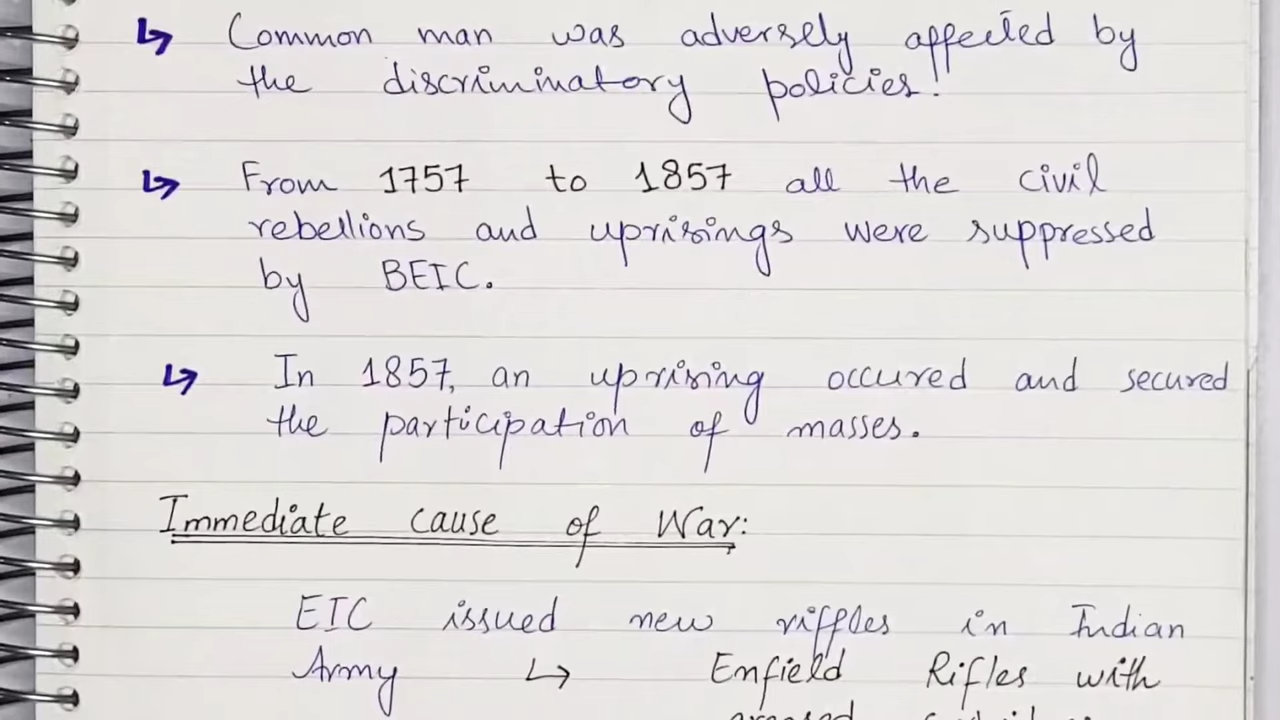 ↳ Common man was adversely affected by
the discriminatory policies!
↳ From 1757 to 1857 all the civil
rebellions and uprisings were suppressed
by BEIC.
↳ In 1857, an uprising occured and secured
the participation of masses.
Immediate cause of War:
EIC issued new riffles in Indian
Army ↳ Enfield Rifles with